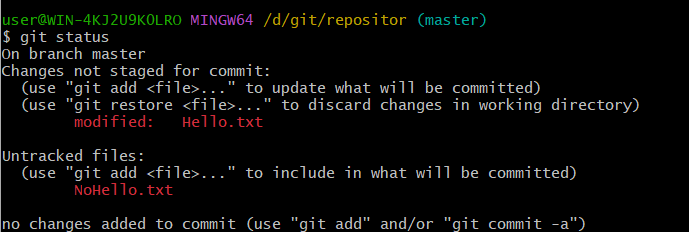 user@WIN-4KJ2U9KOLRO MINGW64 /d/git/repositor (master)
$ git status
On branch master
Changes not staged for commit:
  (use "git add <file>..." to update what will be committed)
  (use "git restore <file>..." to discard changes in working directory)
        modified:   Hello.txt

Untracked files:
  (use "git add <file>..." to include in what will be committed)
        NoHello.txt

no changes added to commit (use "git add" and/or "git commit -a")